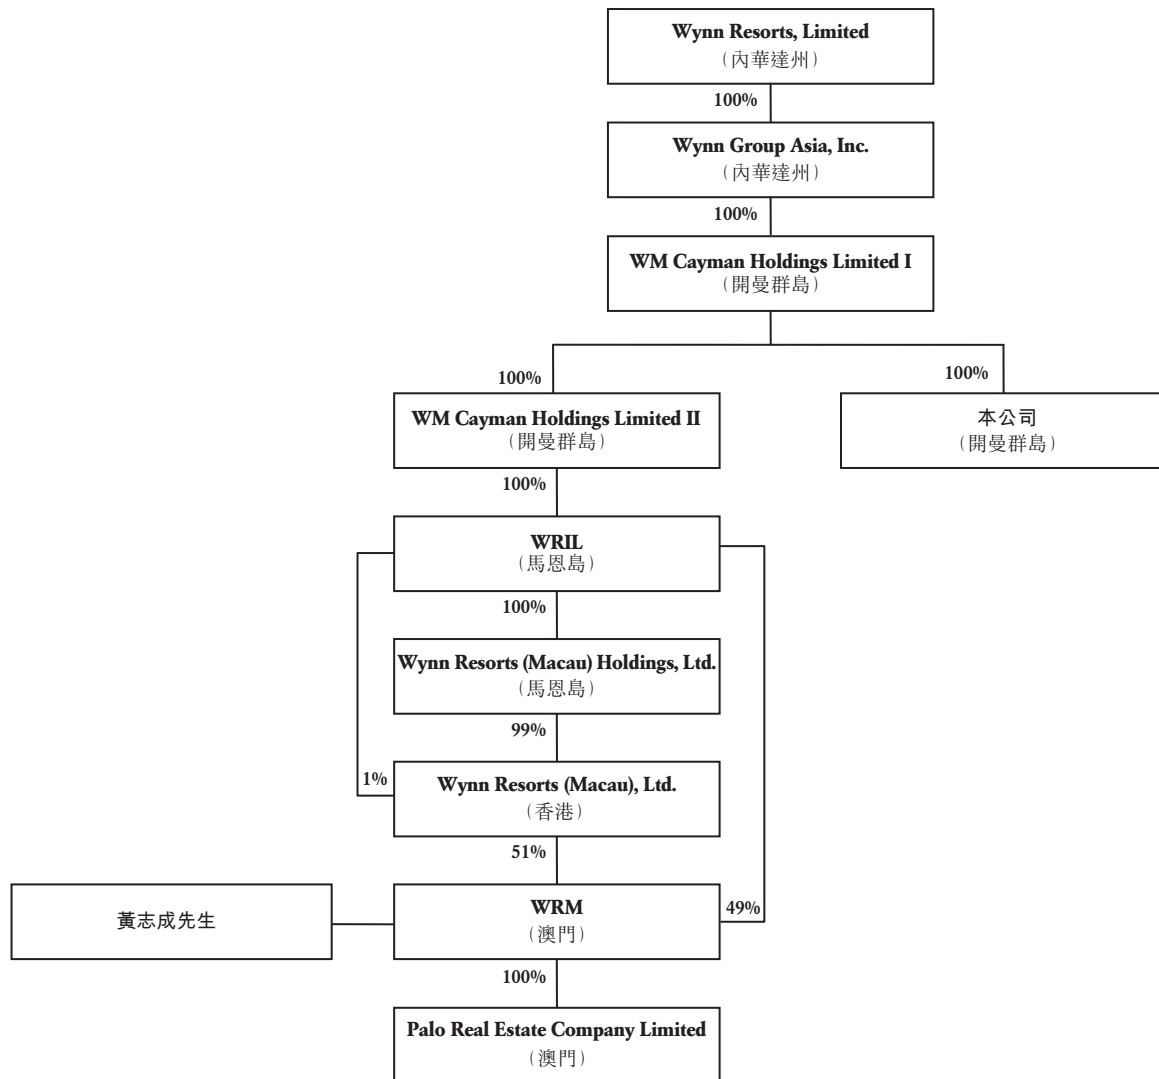 Wynn Resorts, Limited
（內華達州）
100%
Wynn Group Asia, Inc.
（內華達州）
100%
WM Cayman Holdings Limited I
（開曼群島）
100%
100%
WM Cayman Holdings Limited II
（開曼群島）
本公司
（開曼群島）
100%
WRIL
（馬恩島）
100%
Wynn Resorts (Macau) Holdings, Ltd.
（馬恩島）
99%
1%
Wynn Resorts (Macau), Ltd.
（香港）
51%
黃志成先生
WRM
（澳門）
49%
100%
Palo Real Estate Company Limited
（澳門）